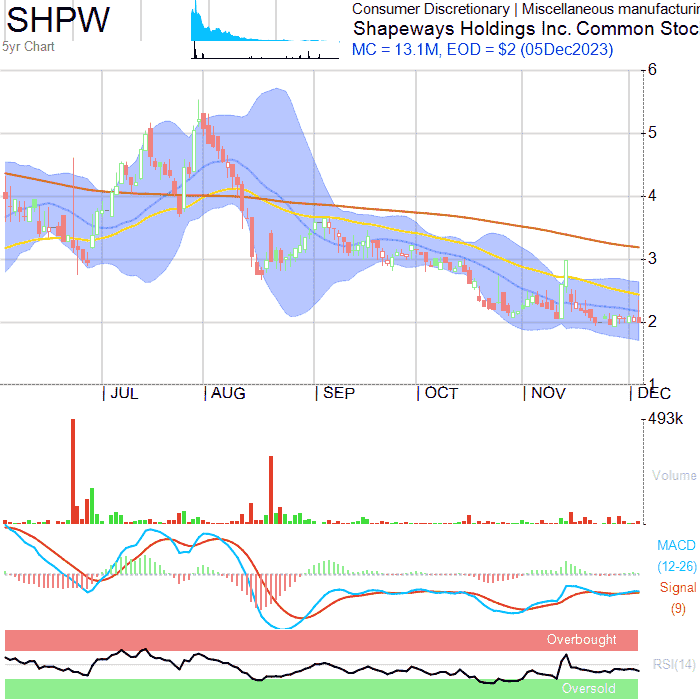 SHPW
5yr Chart
Consumer Discretionary | Miscellaneous manufacturin
Shapeways Holdings Inc. Common Stoc
MC = 13.1M, EOD = $2 (05Dec2023)
6
5
4
3
2
1
JUL AUG SEP OCT NOV DEC
493k
Volume
MACD
(12-26)
Signal
(9)
Overbought
RSI(14)
Oversold